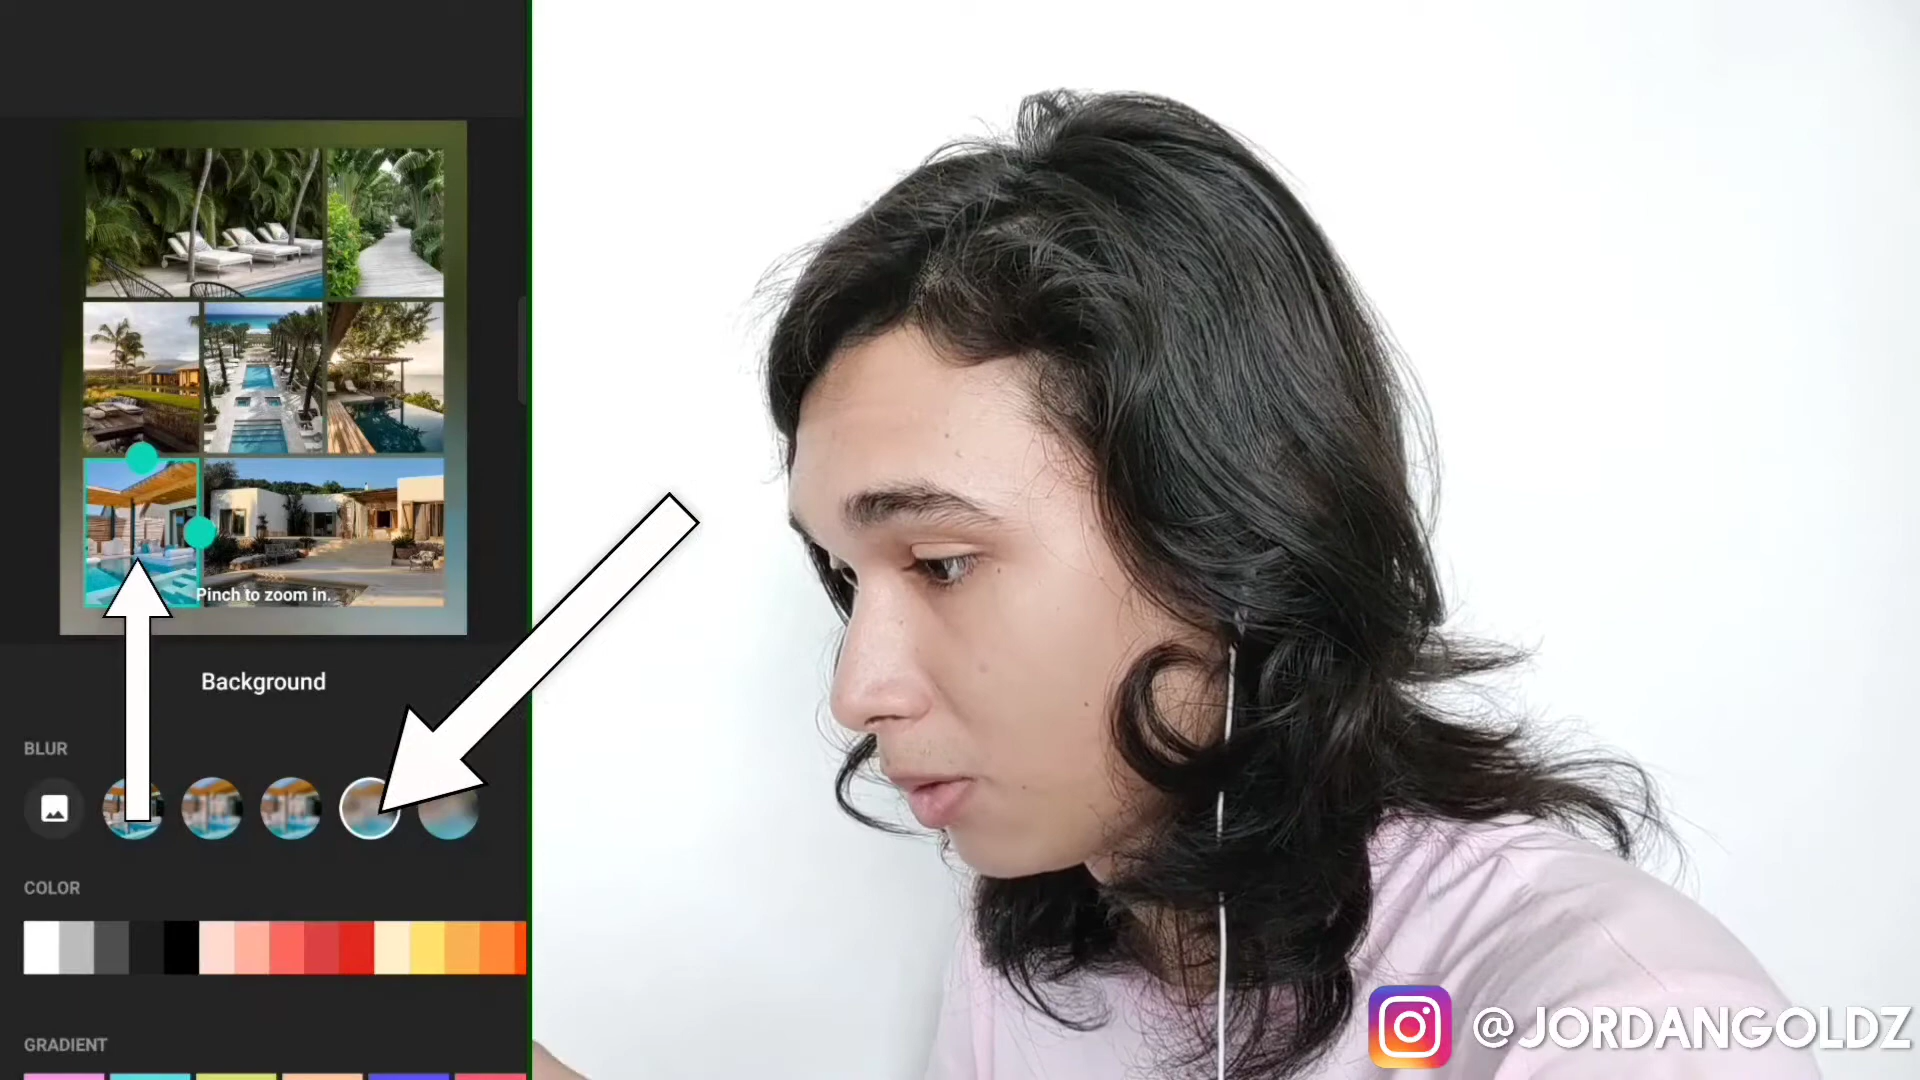 Pinch to zoom in.
Background
BLUR
COLOR
GRADIENT
@JORDANGOLDZ